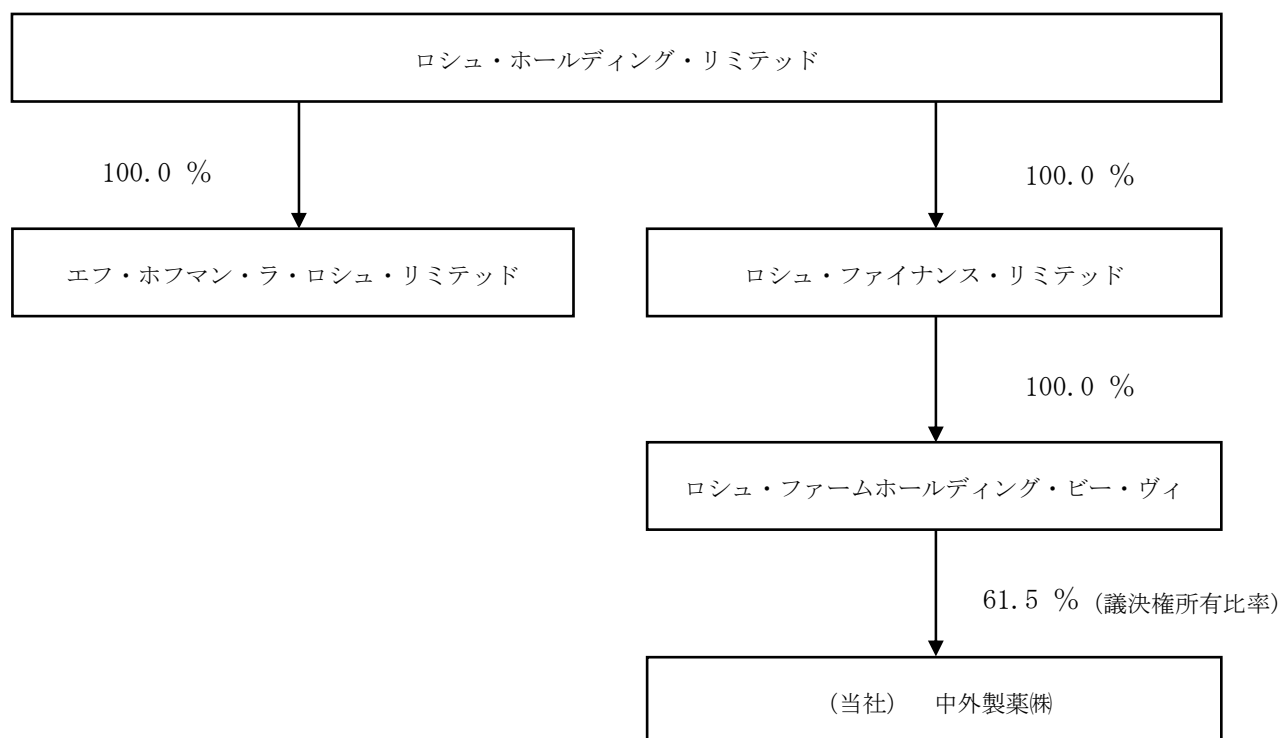 ロシュ・ホールディング・リミテッド
100.0 %
100.0 %
エフ・ホフマン・ラ・ロシュ・リミテッド
ロシュ・ファイナンス・リミテッド
100.0 %
ロシュ・ファームホールディング・ビー・ヴィ
61.5 % (議決権所有比率)
(当社) 中外製薬㈱